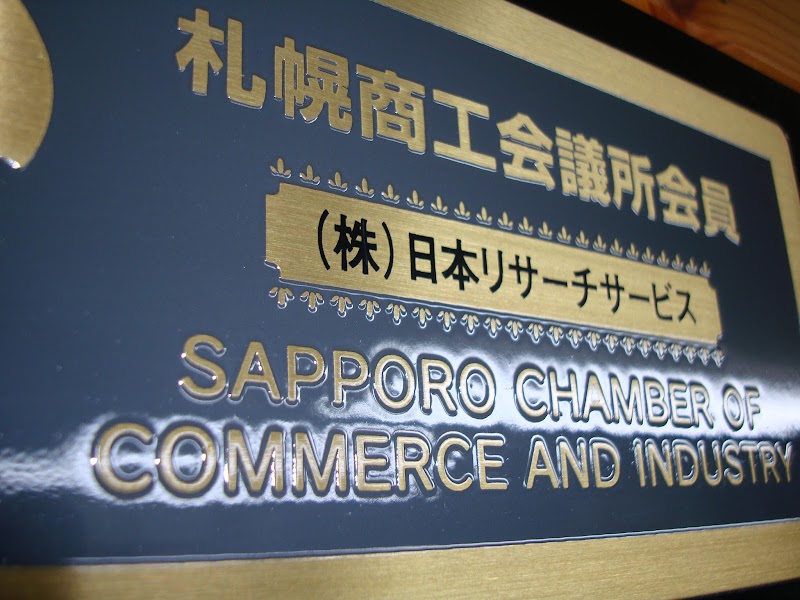 札幌商工会議所会員
(株)日本リサーチサービス
SAPPORO CHAMBER OF
COMMERCE AND INDUSTRY